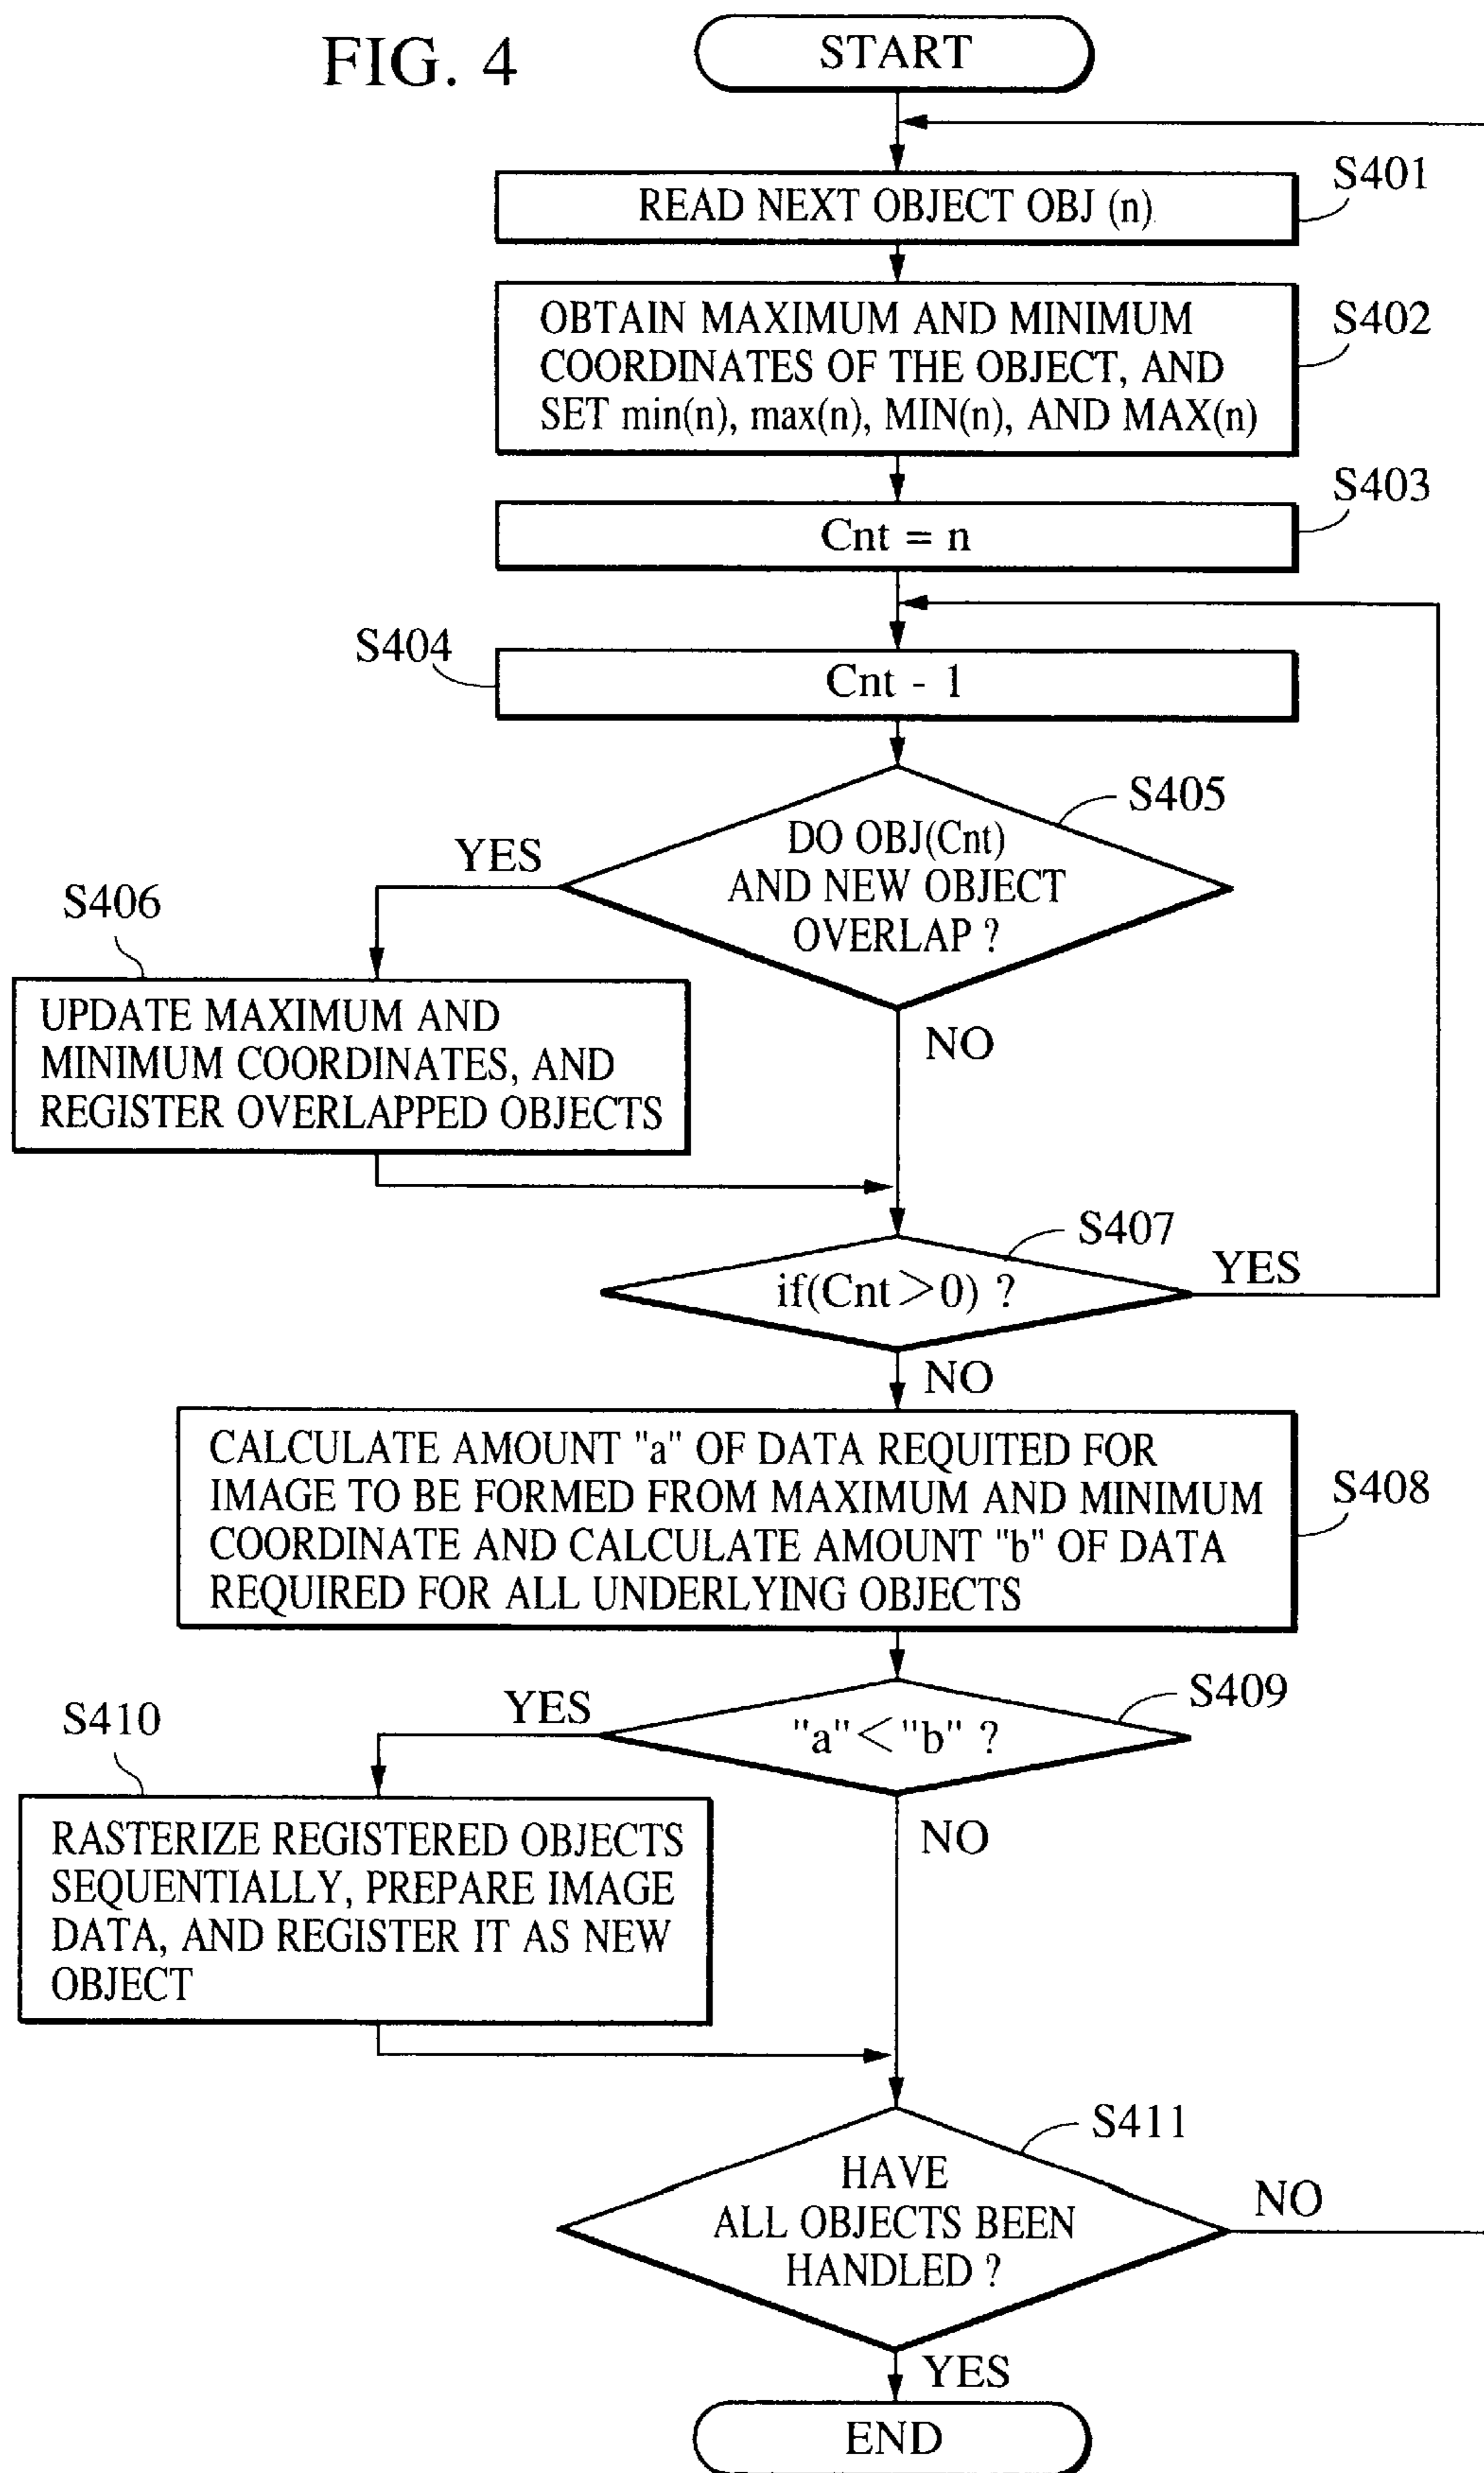 FIG. 4
START
S401
READ NEXT OBJECT OBJ (n)
S402
OBTAIN MAXIMUM AND MINIMUM
COORDINATES OF THE OBJECT, AND
SET min(n), max(n), MIN(n), AND MAX(n)
S403
Cnt = n
S404
Cnt - 1
S405
DO OBJ(Cnt)
AND NEW OBJECT
OVERLAP ?
YES
S406
UPDATE MAXIMUM AND
MINIMUM COORDINATES, AND
REGISTER OVERLAPPED OBJECTS
NO
S407
if(Cnt>0) ?
YES
NO
S408
CALCULATE AMOUNT "a" OF DATA REQUITED FOR
IMAGE TO BE FORMED FROM MAXIMUM AND MINIMUM
COORDINATE AND CALCULATE AMOUNT "b" OF DATA
REQUIRED FOR ALL UNDERLYING OBJECTS
S409
"a"<"b" ?
YES
S410
RASTERIZE REGISTERED OBJECTS
SEQUENTIALLY, PREPARE IMAGE
DATA, AND REGISTER IT AS NEW
OBJECT
NO
S411
HAVE
ALL OBJECTS BEEN
HANDLED ?
NO
YES
END